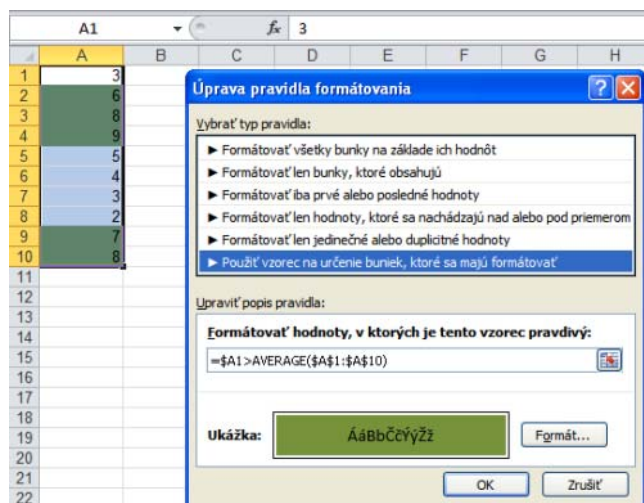 A1 fx 3
A B C D E F G H
1 3
2 6
3 8
4 9
5 5
6 4
7 3
8 2
9 7
10 8
11
12
13
14
15
16
17
18
19
20
21
22
Úprava pravidla formátovania
Vybrať typ pravidla:
► Formátovať všetky bunky na základe ich hodnôt
► Formátovať len bunky, ktoré obsahujú
► Formátovať iba prvé alebo posledné hodnoty
► Formátovať len hodnoty, ktoré sa nachádzajú nad alebo pod priemerom
► Formátovať len jedinečné alebo duplicitné hodnoty
► Použiť vzorec na určenie buniek, ktoré sa majú formátovať
Upraviť popis pravidla:
Formátovať hodnoty, v ktorých je tento vzorec pravdivý:
=$A1>AVERAGE($A$1:$A$10)
Ukážka: ÁáBbČčÝýŽž Formát...
OK Zrušiť